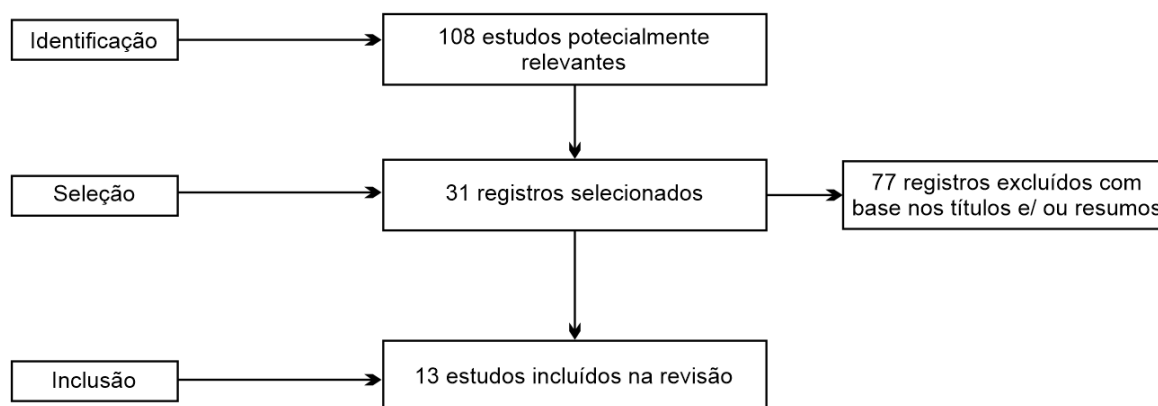 Identificação
108 estudos potecialmente
relevantes
Seleção
31 registros selecionados
77 registros excluídos com
base nos títulos e/ ou resumos
Inclusão
13 estudos incluídos na revisão